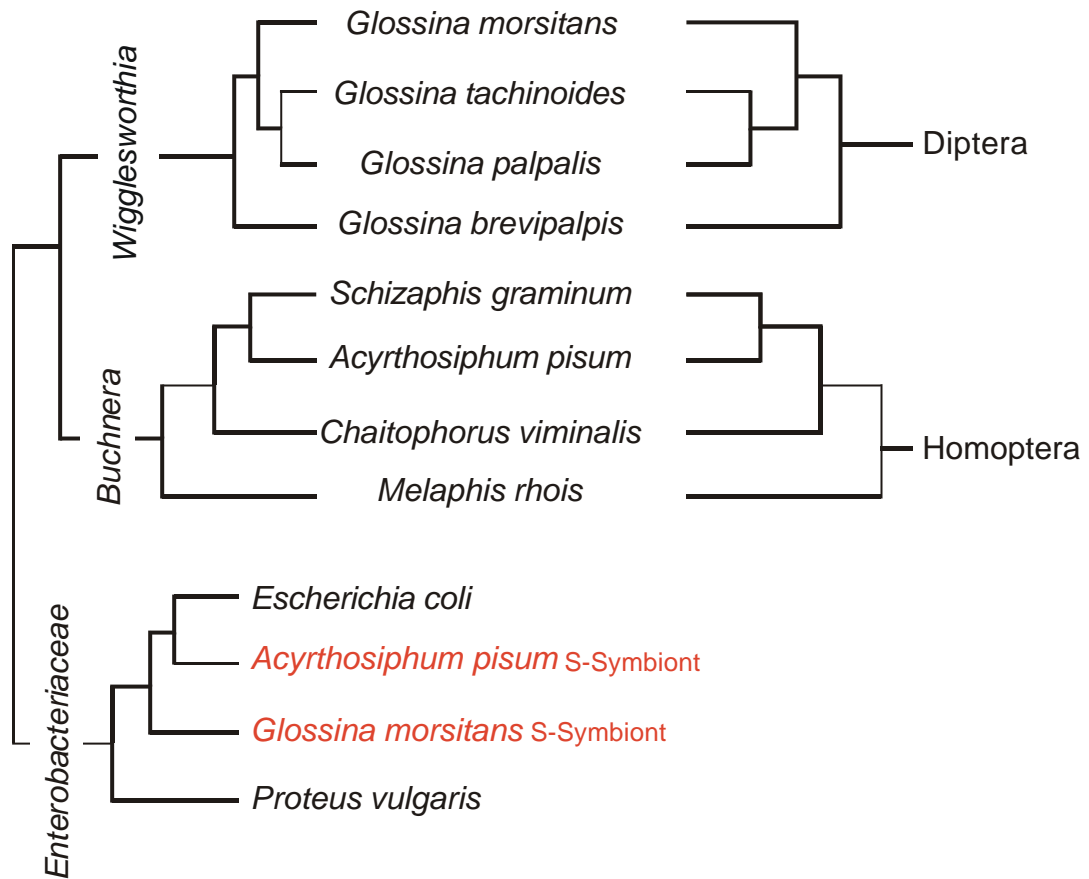 Wigglesworthia
Glossina morsitans
Glossina tachinoides
Glossina palpalis
Glossina brevipalpis
Diptera
Buchnera
Schizaphis graminum
Acyrthosiphum pisum
Chaitophorus viminalis
Melaphis rhois
Homoptera
Enterobacteriaceae
Escherichia coli
Acyrthosiphum pisum S-Symbiont
Glossina morsitans S-Symbiont
Proteus vulgaris